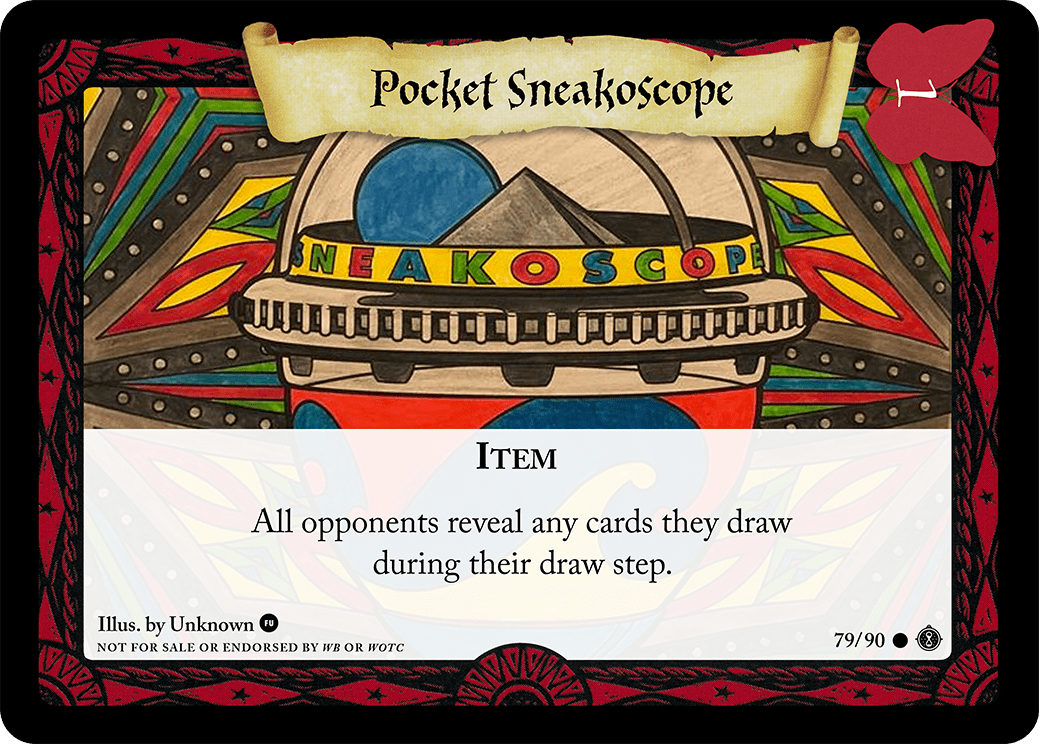 Pocket Sneakoscope
1
SNEAKOSCOPE
Item
All opponents reveal any cards they draw
during their draw step.
Illus. by Unknown FU
NOT FOR SALE OR ENDORSED BY WB OR WOTC
79/90